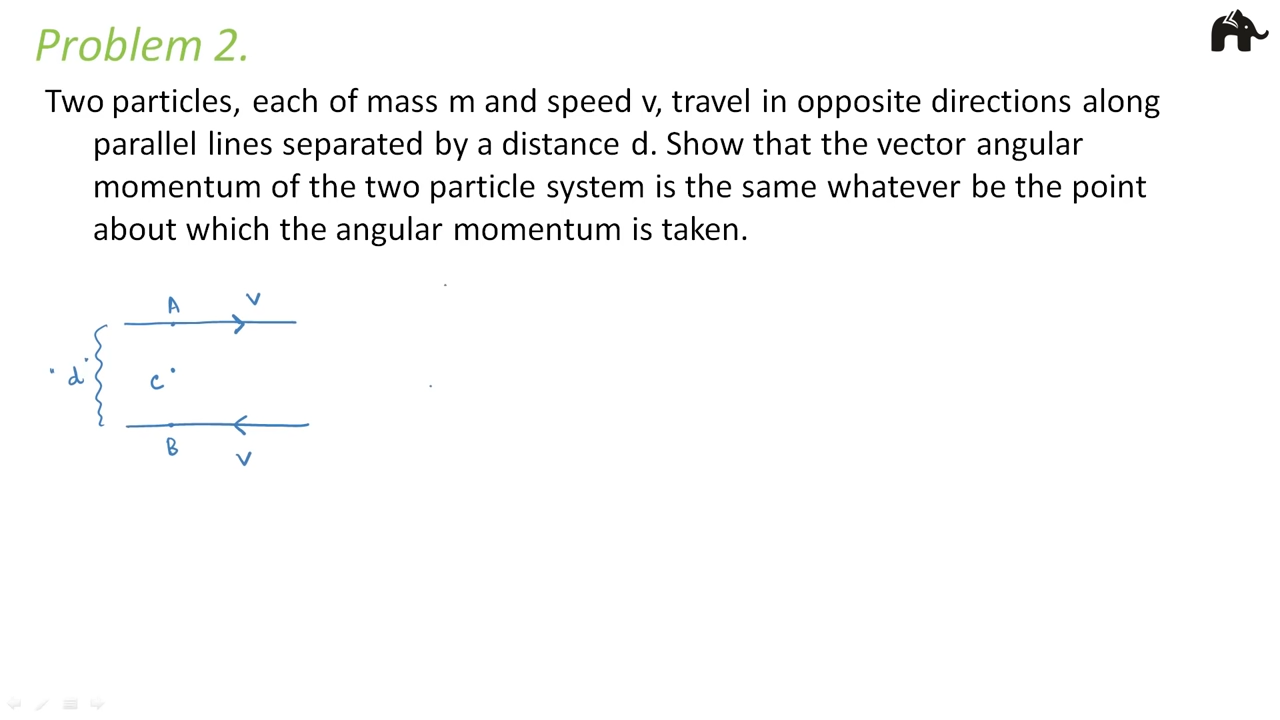 Problem 2.
Two particles, each of mass m and speed v, travel in opposite directions along
parallel lines separated by a distance d. Show that the vector angular
momentum of the two particle system is the same whatever be the point
about which the angular momentum is taken.
A v
d
C
B
v